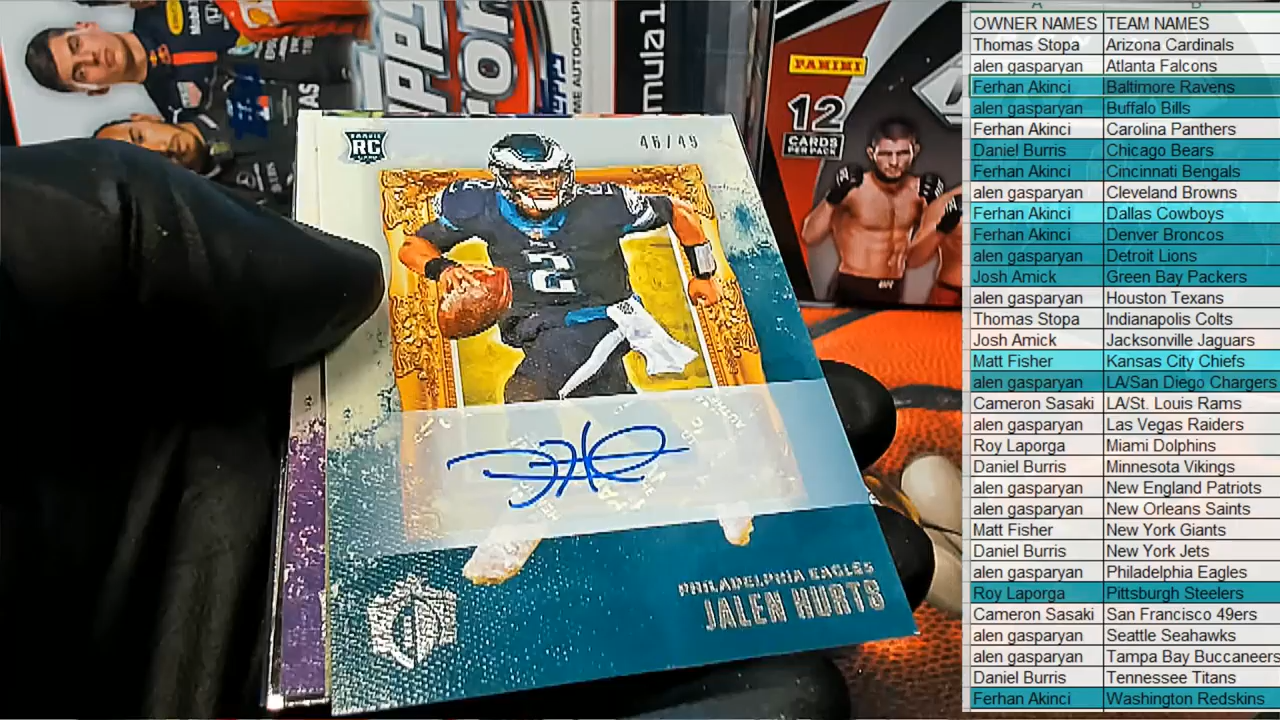 Mobil
TOPPS
FORM
TOPPS
ME AUTOGRAPH
mula1
PANINI
12
CARDS
PER PACK
RC
46/49
2
PHILADELPHIA EAGLES
JALEN HURTS
A B
OWNER NAMES TEAM NAMES
Thomas Stopa Arizona Cardinals
alen gasparyan Atlanta Falcons
Ferhan Akinci Baltimore Ravens
alen gasparyan Buffalo Bills
Ferhan Akinci Carolina Panthers
Daniel Burris Chicago Bears
Ferhan Akinci Cincinnati Bengals
alen gasparyan Cleveland Browns
Ferhan Akinci Dallas Cowboys
Ferhan Akinci Denver Broncos
alen gasparyan Detroit Lions
Josh Amick Green Bay Packers
alen gasparyan Houston Texans
Thomas Stopa Indianapolis Colts
Josh Amick Jacksonville Jaguars
Matt Fisher Kansas City Chiefs
alen gasparyan LA/San Diego Chargers
Cameron Sasaki LA/St. Louis Rams
alen gasparyan Las Vegas Raiders
Roy Laporga Miami Dolphins
Daniel Burris Minnesota Vikings
alen gasparyan New England Patriots
alen gasparyan New Orleans Saints
Matt Fisher New York Giants
Daniel Burris New York Jets
alen gasparyan Philadelphia Eagles
Roy Laporga Pittsburgh Steelers
Cameron Sasaki San Francisco 49ers
alen gasparyan Seattle Seahawks
alen gasparyan Tampa Bay Buccaneers
Daniel Burris Tennessee Titans
Ferhan Akinci Washington Redskins